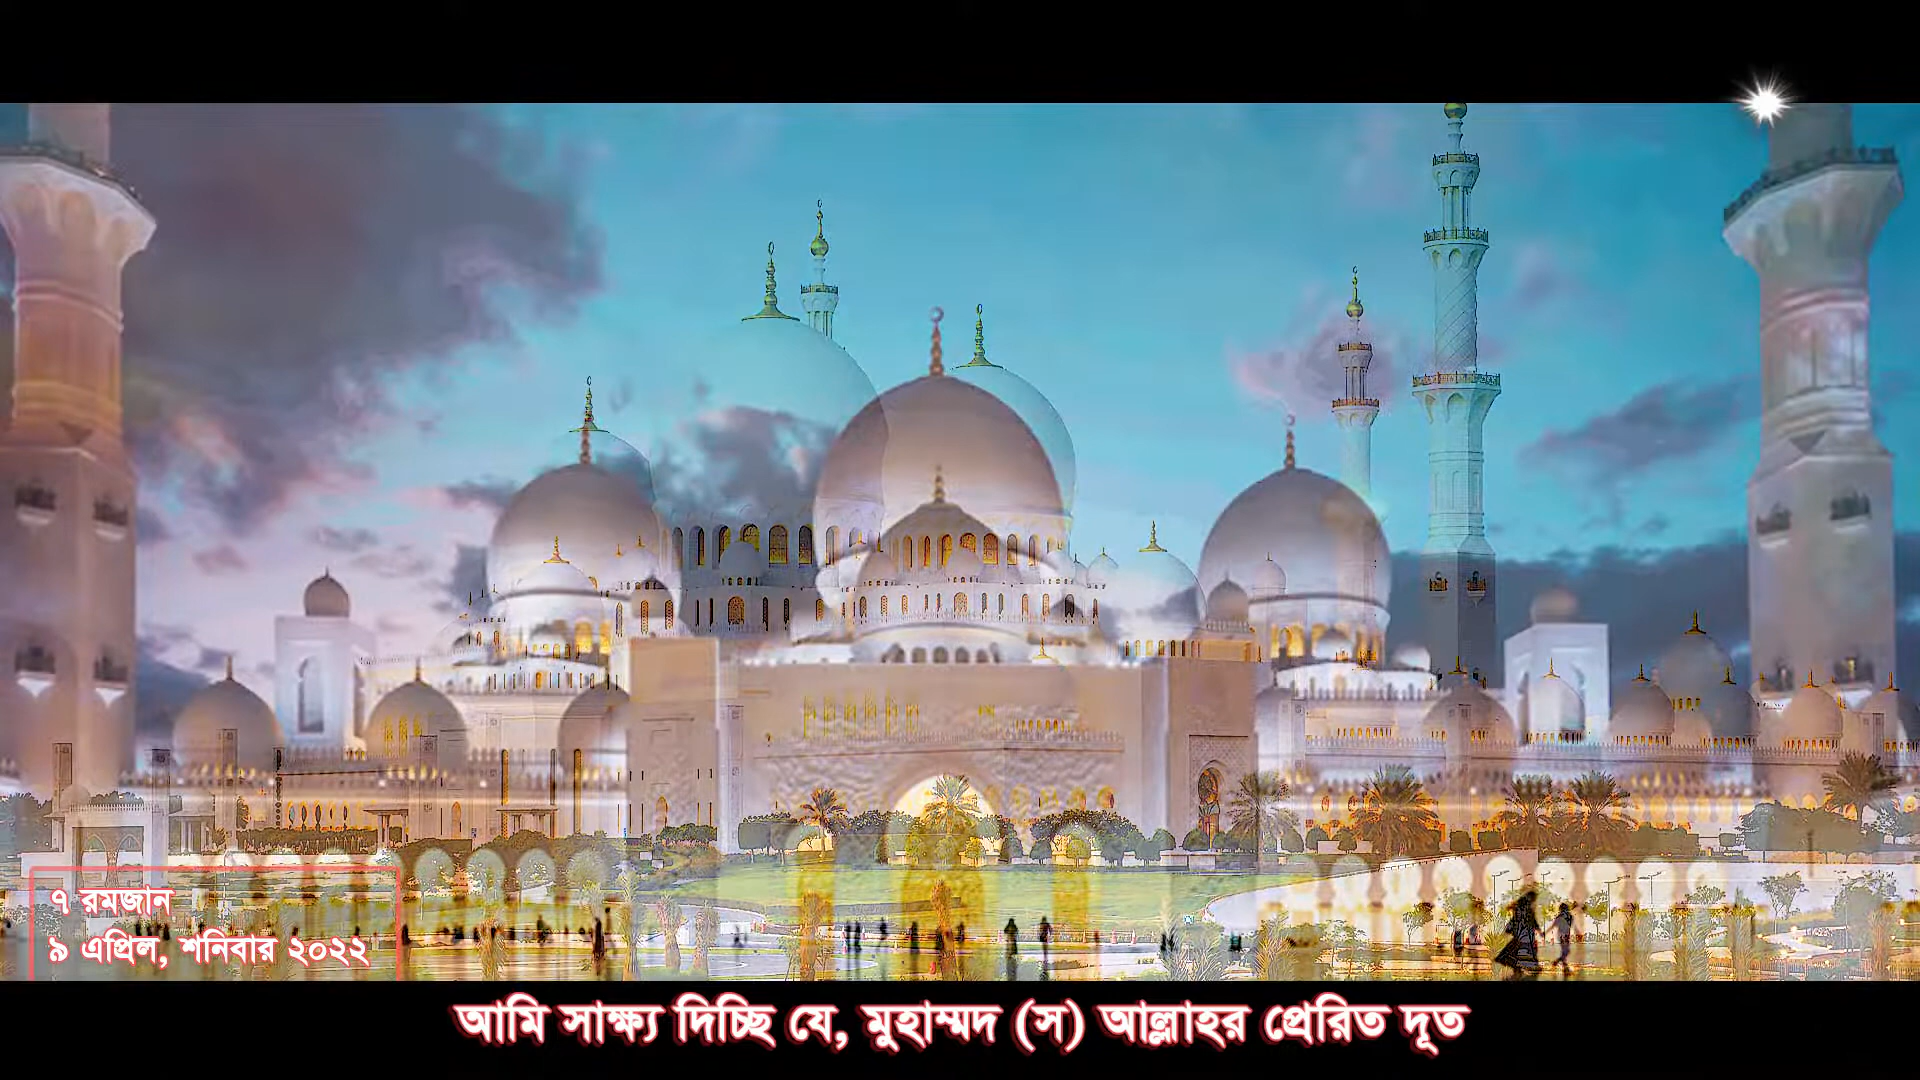 ৭ রমজান
৯ এপ্রিল, শনিবার ২০২২
আমি সাক্ষ্য দিচ্ছি যে, মুহাম্মদ (স) আল্লাহর প্রেরিত দূত